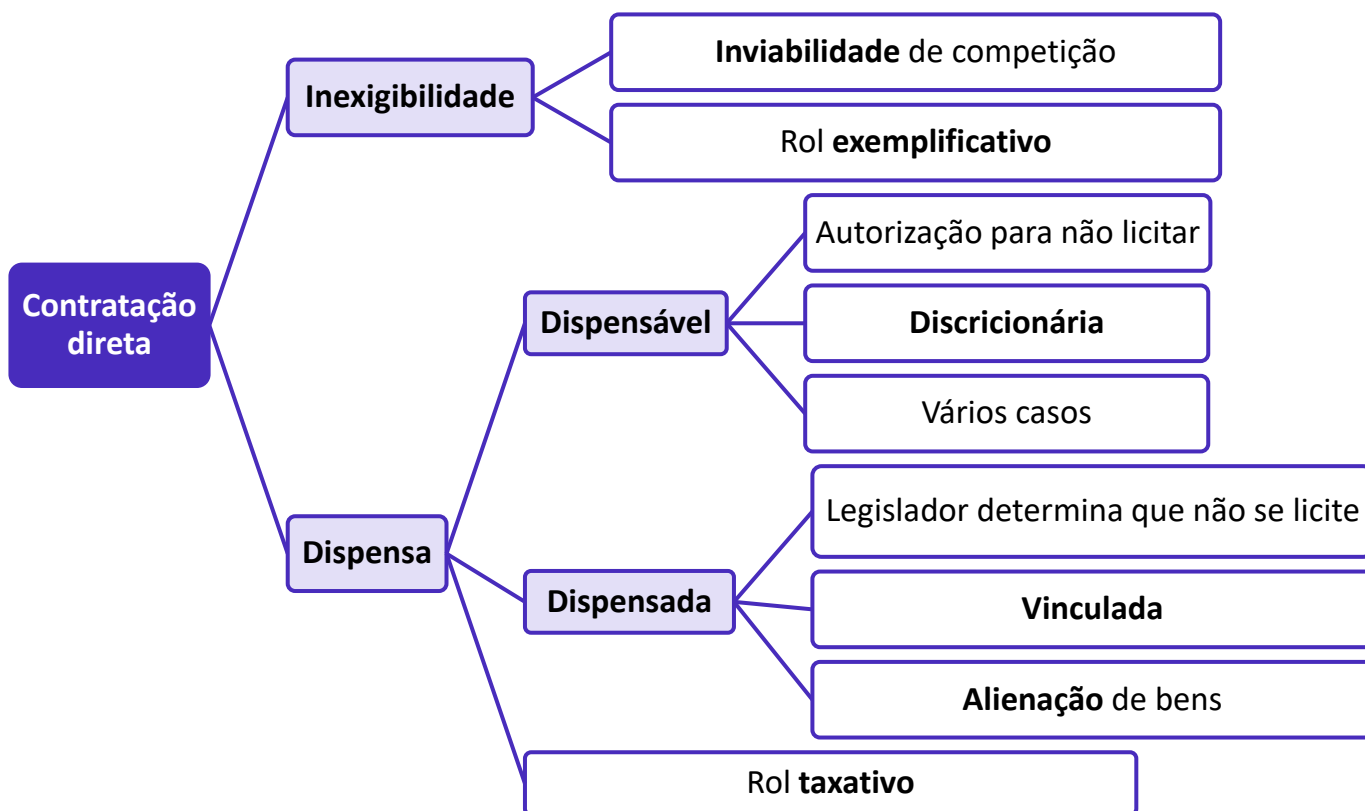 Contratação
direta
Inexigibilidade
Inviabilidade de competição
Rol exemplificativo
Dispensa
Dispensável
Autorização para não licitar
Discricionária
Vários casos
Dispensada
Legislador determina que não se licite
Vinculada
Alienação de bens
Rol taxativo